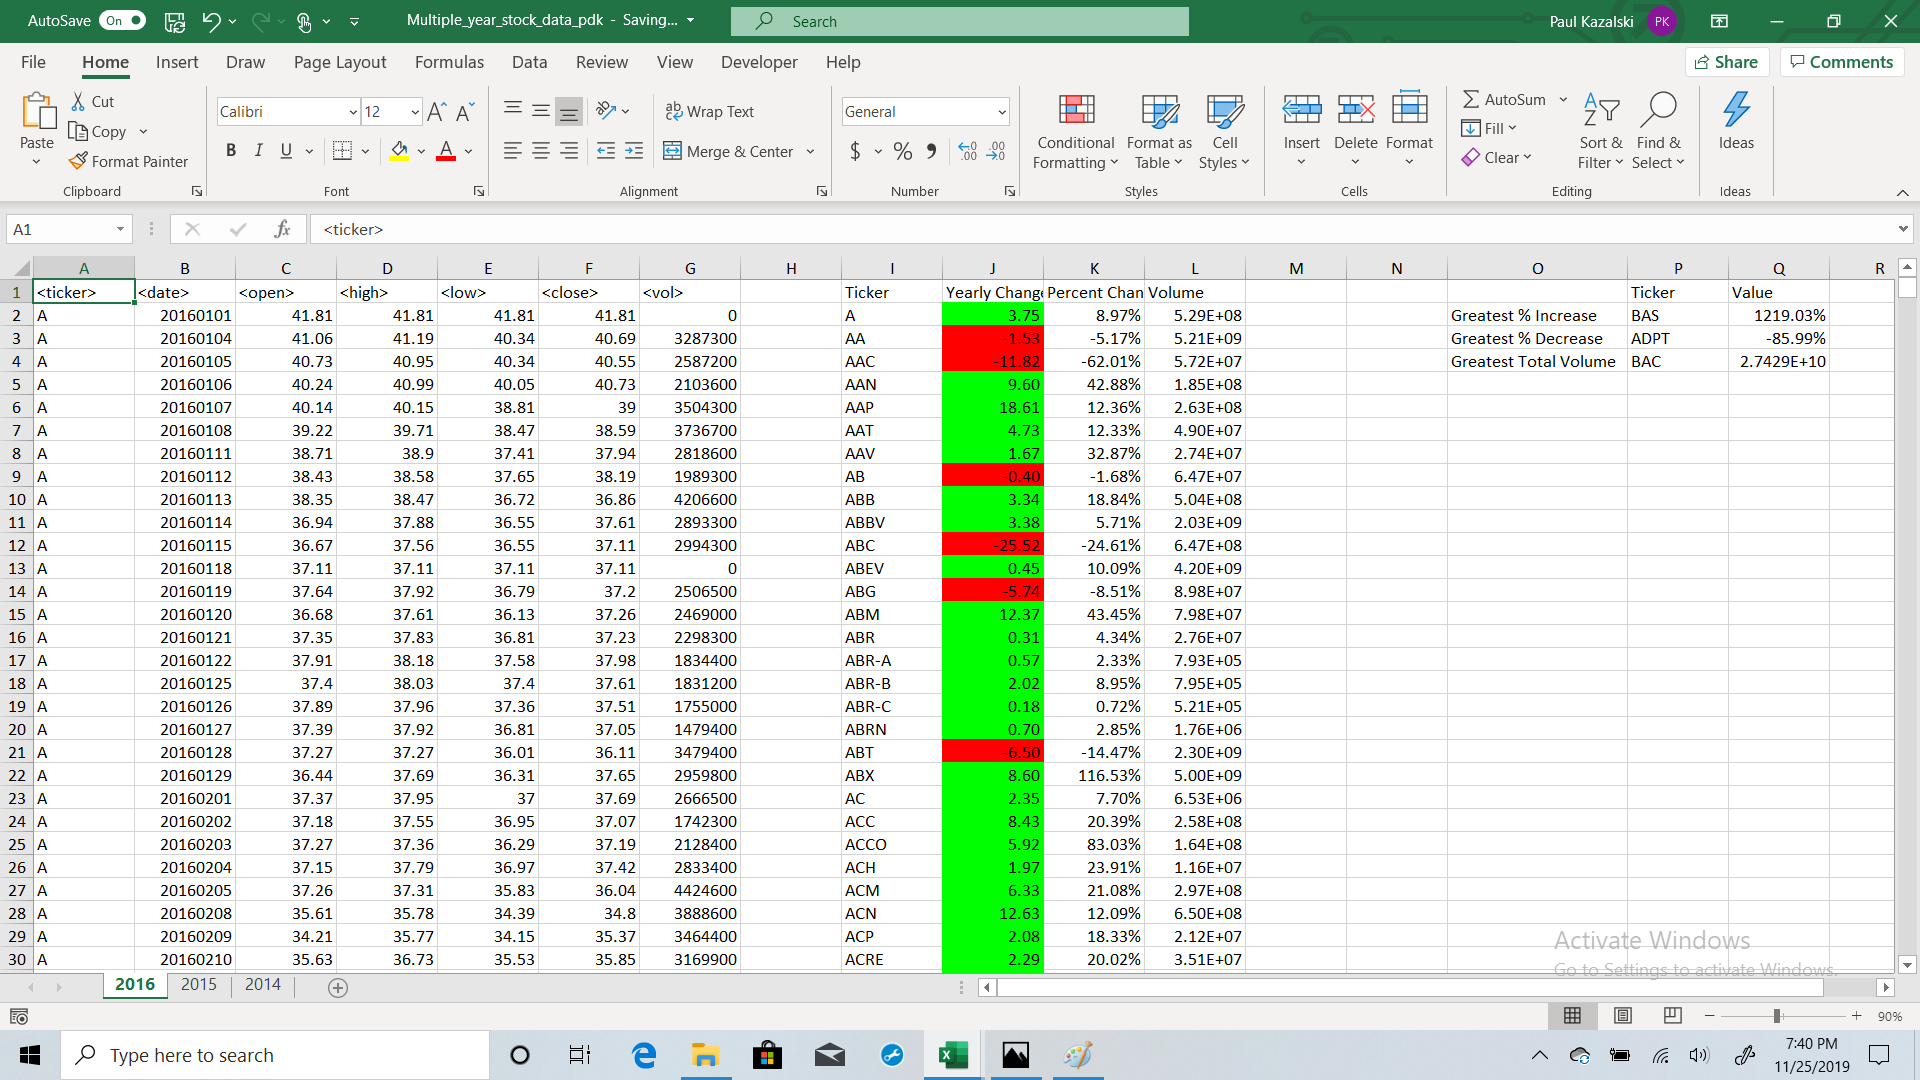 AutoSave On Multiple_year_stock_data_pdk - Saving... Search Paul Kazalski PK
File Home Insert Draw Page Layout Formulas Data Review View Developer Help Share Comments
Paste Cut Copy Format Painter Clipboard
Calibri 12 B I U A Font
ab Wrap Text Merge & Center Alignment
General $ % Number
Conditional Formatting Format as Table Cell Styles Styles
Insert Delete Format Cells
AutoSum Fill Clear Sort & Filter Find & Select Editing
Ideas Ideas
A1 fx <ticker>
A B C D E F G H I J K L M N O P Q R
1 <ticker> <date> <open> <high> <low> <close> <vol> Ticker Yearly Change Percent Chan Volume Ticker Value
2 A 20160101 41.81 41.81 41.81 41.81 0 A 3.75 8.97% 5.29E+08 Greatest % Increase BAS 1219.03%
3 A 20160104 41.06 41.19 40.34 40.69 3287300 AA -1.53 -5.17% 5.21E+09 Greatest % Decrease ADPT -85.99%
4 A 20160105 40.73 40.95 40.34 40.55 2587200 AAC -11.82 -62.01% 5.72E+07 Greatest Total Volume BAC 2.7429E+10
5 A 20160106 40.24 40.99 40.05 40.73 2103600 AAN 9.60 42.88% 1.85E+08
6 A 20160107 40.14 40.15 38.81 39 3504300 AAP 18.61 12.36% 2.63E+08
7 A 20160108 39.22 39.71 38.47 38.59 3736700 AAT 4.73 12.33% 4.90E+07
8 A 20160111 38.71 38.9 37.41 37.94 2818600 AAV 1.67 32.87% 2.74E+07
9 A 20160112 38.43 38.58 37.65 38.19 1989300 AB -0.40 -1.68% 6.47E+07
10 A 20160113 38.35 38.47 36.72 36.86 4206600 ABB 3.34 18.84% 5.04E+08
11 A 20160114 36.94 37.88 36.55 37.61 2893300 ABBV 3.38 5.71% 2.03E+09
12 A 20160115 36.67 37.56 36.55 37.11 2994300 ABC -25.52 -24.61% 6.47E+08
13 A 20160118 37.11 37.11 37.11 37.11 0 ABEV 0.45 10.09% 4.20E+09
14 A 20160119 37.64 37.92 36.79 37.2 2506500 ABG -5.74 -8.51% 8.98E+07
15 A 20160120 36.68 37.61 36.13 37.26 2469000 ABM 12.37 43.45% 7.98E+07
16 A 20160121 37.35 37.83 36.81 37.23 2298300 ABR 0.31 4.34% 2.76E+07
17 A 20160122 37.91 38.18 37.58 37.98 1834400 ABR-A 0.57 2.33% 7.93E+05
18 A 20160125 37.4 38.03 37.4 37.61 1831200 ABR-B 2.02 8.95% 7.95E+05
19 A 20160126 37.89 37.96 37.36 37.51 1755000 ABR-C 0.18 0.72% 5.21E+05
20 A 20160127 37.39 37.92 36.81 37.05 1479400 ABRN 0.70 2.85% 1.76E+06
21 A 20160128 37.27 37.27 36.01 36.11 3479400 ABT -6.50 -14.47% 2.30E+09
22 A 20160129 36.44 37.69 36.31 37.65 2959800 ABX 8.60 116.53% 5.00E+09
23 A 20160201 37.37 37.95 37 37.69 2666500 AC 2.35 7.70% 6.53E+06
24 A 20160202 37.18 37.55 36.95 37.07 1742300 ACC 8.43 20.39% 2.58E+08
25 A 20160203 37.27 37.36 36.29 37.19 2128400 ACCO 5.92 83.03% 1.64E+08
26 A 20160204 37.15 37.79 36.97 37.42 2833400 ACH 1.97 23.91% 1.16E+07
27 A 20160205 37.26 37.31 35.83 36.04 4424600 ACM 6.33 21.08% 2.97E+08
28 A 20160208 35.61 35.78 34.39 34.8 3888600 ACN 12.63 12.09% 6.50E+08
29 A 20160209 34.21 35.77 34.15 35.37 3464400 ACP 2.08 18.33% 2.12E+07
30 A 20160210 35.63 36.73 35.53 35.85 3169900 ACRE 2.29 20.02% 3.51E+07
Activate Windows
Go to Settings to activate Windows.
2016 2015 2014
90%
Type here to search
7:40 PM
11/25/2019